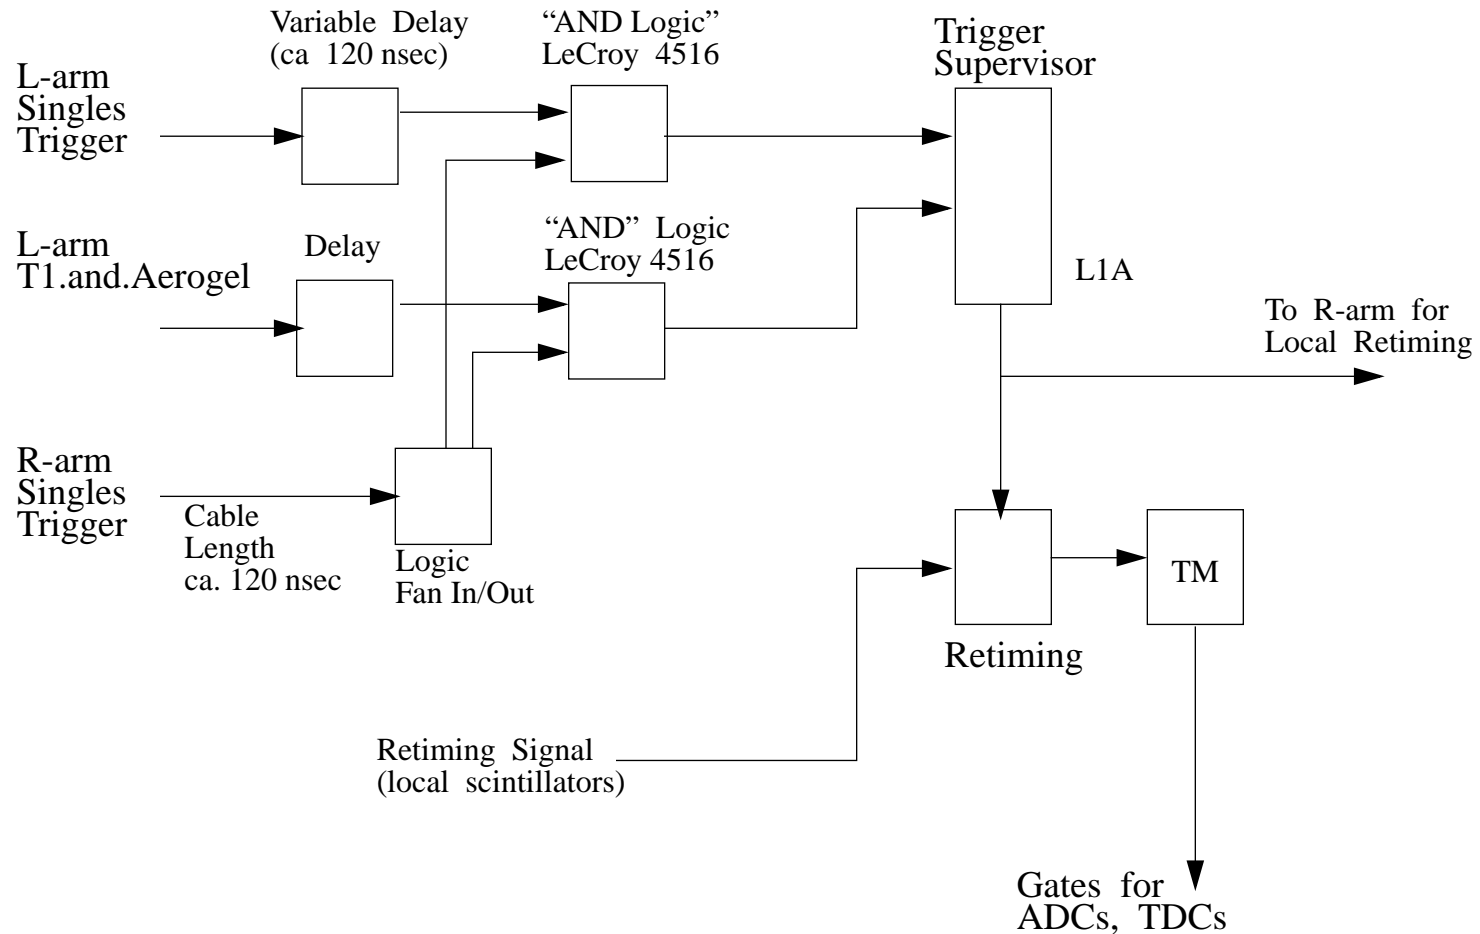 Variable Delay
(ca 120 nsec)
“AND Logic”
LeCroy 4516
Trigger
Supervisor
L-arm
Singles
Trigger
L-arm
T1.and.Aerogel
Delay
“AND” Logic
LeCroy 4516
L1A
To R-arm for
Local Retiming
R-arm
Singles
Trigger
Cable
Length
ca. 120 nsec
Logic
Fan In/Out
TM
Retiming
Retiming Signal
(local scintillators)
Gates for
ADCs, TDCs